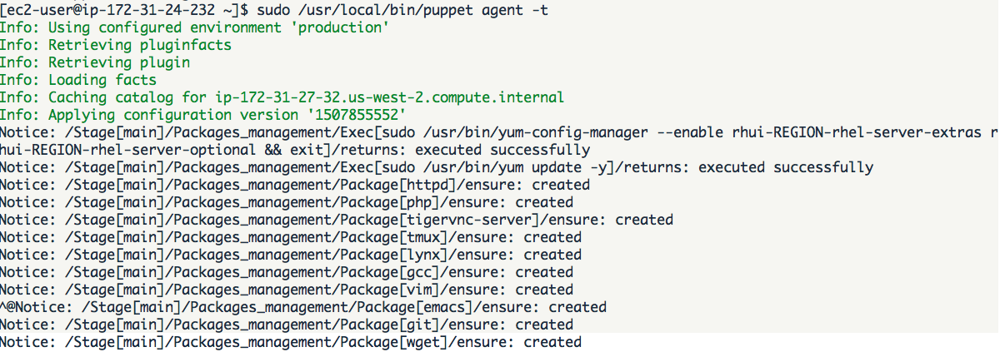 [ec2-user@ip-172-31-24-232 ~]$ sudo /usr/local/bin/puppet agent -t
Info: Using configured environment 'production'
Info: Retrieving pluginfacts
Info: Retrieving plugin
Info: Loading facts
Info: Caching catalog for ip-172-31-27-32.us-west-2.compute.internal
Info: Applying configuration version '1507855552'
Notice: /Stage[main]/Packages_management/Exec[sudo /usr/bin/yum-config-manager --enable rhui-REGION-rhel-server-extras r
hui-REGION-rhel-server-optional && exit]/returns: executed successfully
Notice: /Stage[main]/Packages_management/Exec[sudo /usr/bin/yum update -y]/returns: executed successfully
Notice: /Stage[main]/Packages_management/Package[httpd]/ensure: created
Notice: /Stage[main]/Packages_management/Package[php]/ensure: created
Notice: /Stage[main]/Packages_management/Package[tigervnc-server]/ensure: created
Notice: /Stage[main]/Packages_management/Package[tmux]/ensure: created
Notice: /Stage[main]/Packages_management/Package[lynx]/ensure: created
Notice: /Stage[main]/Packages_management/Package[gcc]/ensure: created
Notice: /Stage[main]/Packages_management/Package[vim]/ensure: created
^@Notice: /Stage[main]/Packages_management/Package[emacs]/ensure: created
Notice: /Stage[main]/Packages_management/Package[git]/ensure: created
Notice: /Stage[main]/Packages_management/Package[wget]/ensure: created